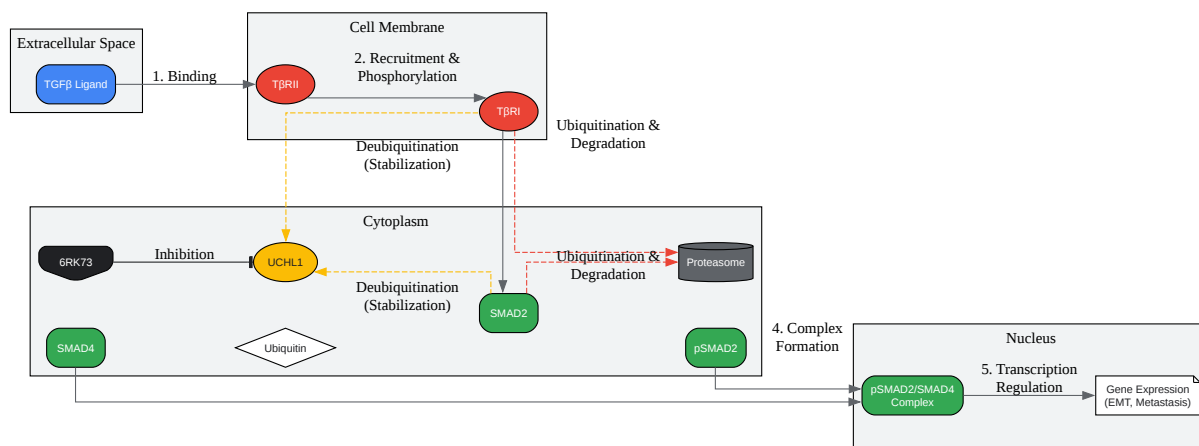 Extracellular Space
TGFβ Ligand
1. Binding
Cell Membrane
TβRII
2. Recruitment &
Phosphorylation
TβRI
Ubiquitination &
Degradation
Deubiquitination
(Stabilization)
Cytoplasm
6RK73
Inhibition
UCHL1
Ubiquitination &
Degradation
Proteasome
Deubiquitination
(Stabilization)
SMAD2
SMAD4
Ubiquitin
pSMAD2
4. Complex
Formation
Nucleus
pSMAD2/SMAD4
Complex
5. Transcription
Regulation
Gene Expression
(EMT, Metastasis)